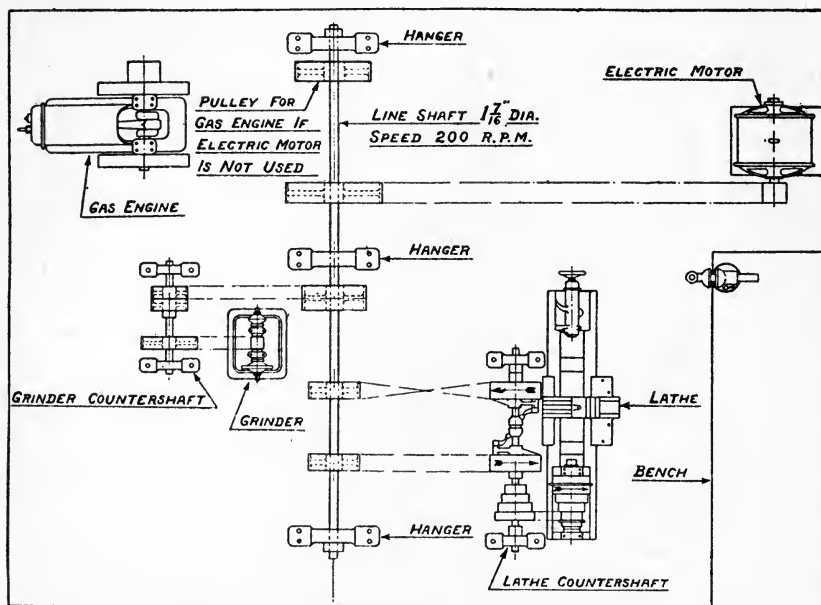 HANGER
ELECTRIC MOTOR
PULLEY FOR
GAS ENGINE IF
ELECTRIC MOTOR
IS NOT USED
LINE SHAFT 1 7/16" DIA.
SPEED 200 R.P.M.
GAS ENGINE
HANGER
GRINDER COUNTERSHAFT
GRINDER
LATHE
BENCH
HANGER
LATHE COUNTERSHAFT